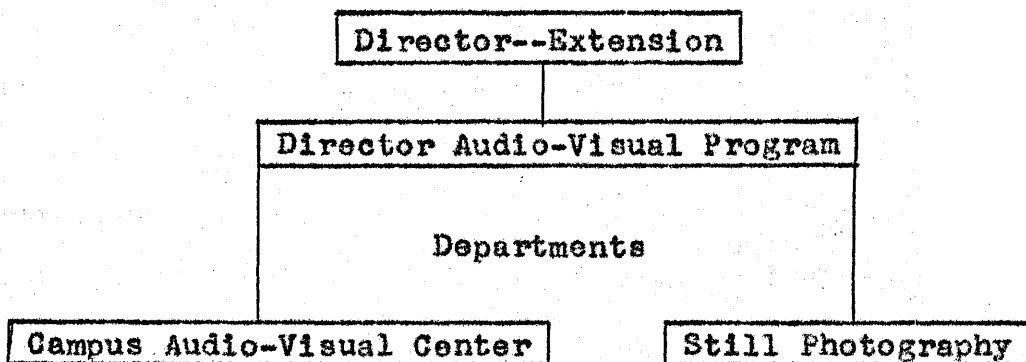 Director--Extension
Director Audio-Visual Program
Departments
Campus Audio-Visual Center
Still Photography